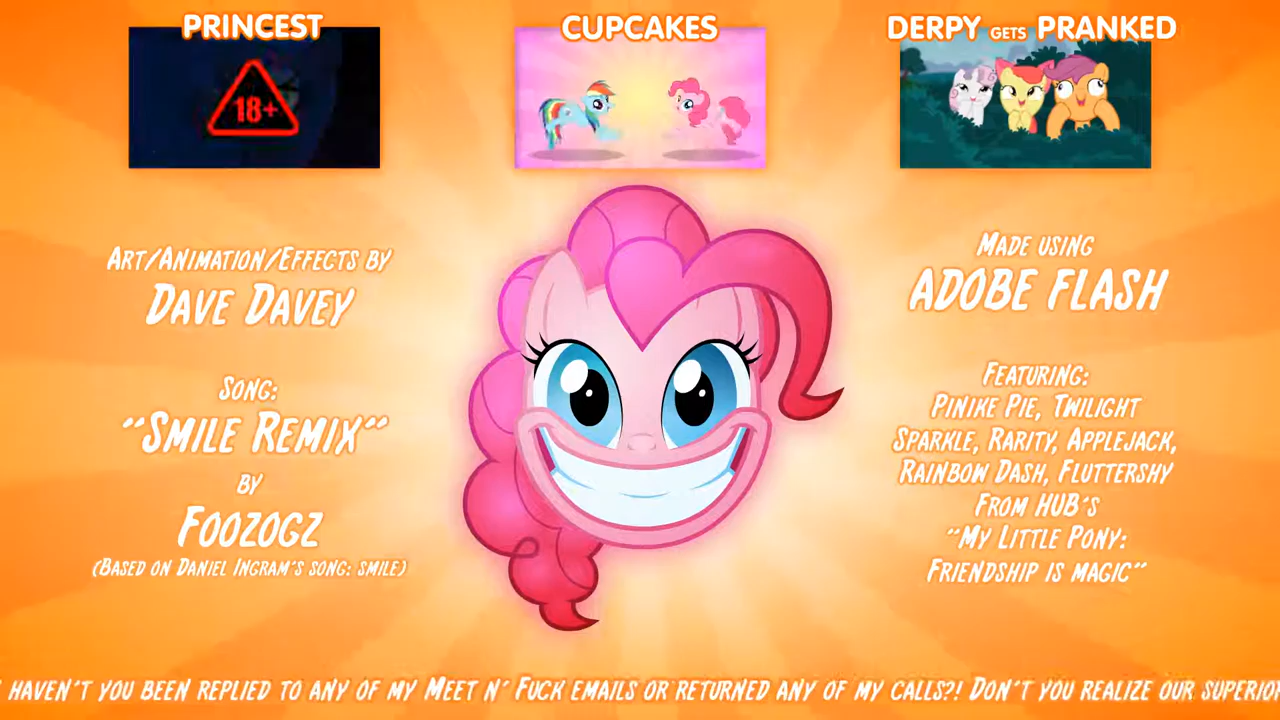 PRINCEST
18+
CUPCAKES
DERPY GETS PRANKED
ART/ANIMATION/EFFECTS BY
DAVE DAVEY
SONG:
"SMILE REMIX"
BY
FOOZOGZ
(BASED ON DANIEL INGRAM'S SONG: SMILE)
MADE USING
ADOBE FLASH
FEATURING:
PINIKE PIE, TWILIGHT
SPARKLE, RARITY, APPLEJACK,
RAINBOW DASH, FLUTTERSHY
FROM HUB'S
"MY LITTLE PONY:
FRIENDSHIP IS MAGIC"
HAVEN'T YOU BEEN REPLIED TO ANY OF MY MEET N' FUCK EMAILS OR RETURNED ANY OF MY CALLS?! DON'T YOU REALIZE OUR SUPERIOR